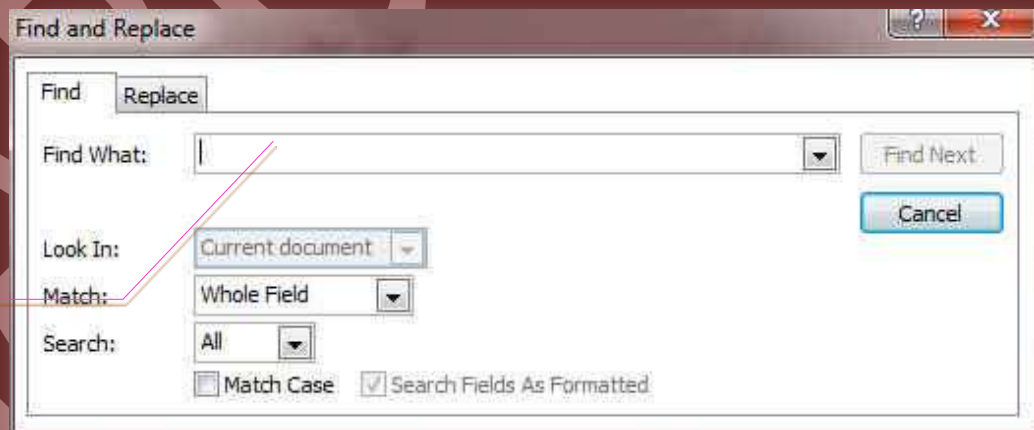 Find and Replace
Find Replace
Find What: Find Next
Cancel
Look In: Current document
Match: Whole Field
Search: All
Match Case Search Fields As Formatted